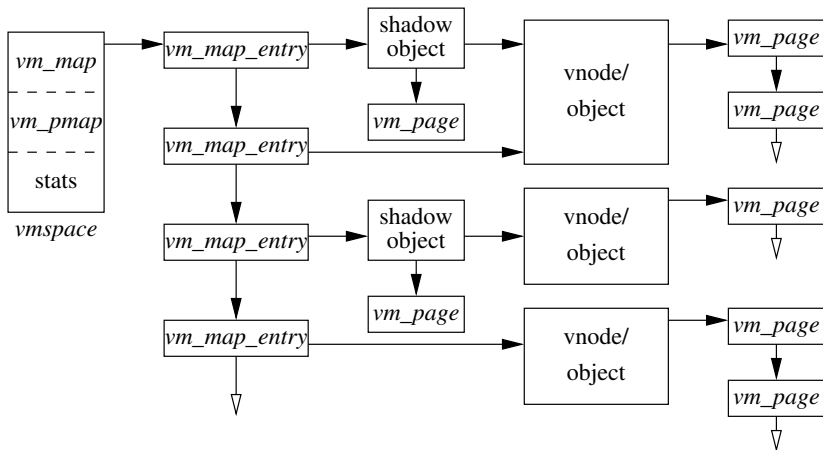 vm_map
vm_pmap
stats
vmspace
vm_map_entry
vm_map_entry
vm_map_entry
vm_map_entry
shadow
object
vm_page
shadow
object
vm_page
vnode/
object
vnode/
object
vnode/
object
vm_page
vm_page
vm_page
vm_page
vm_page